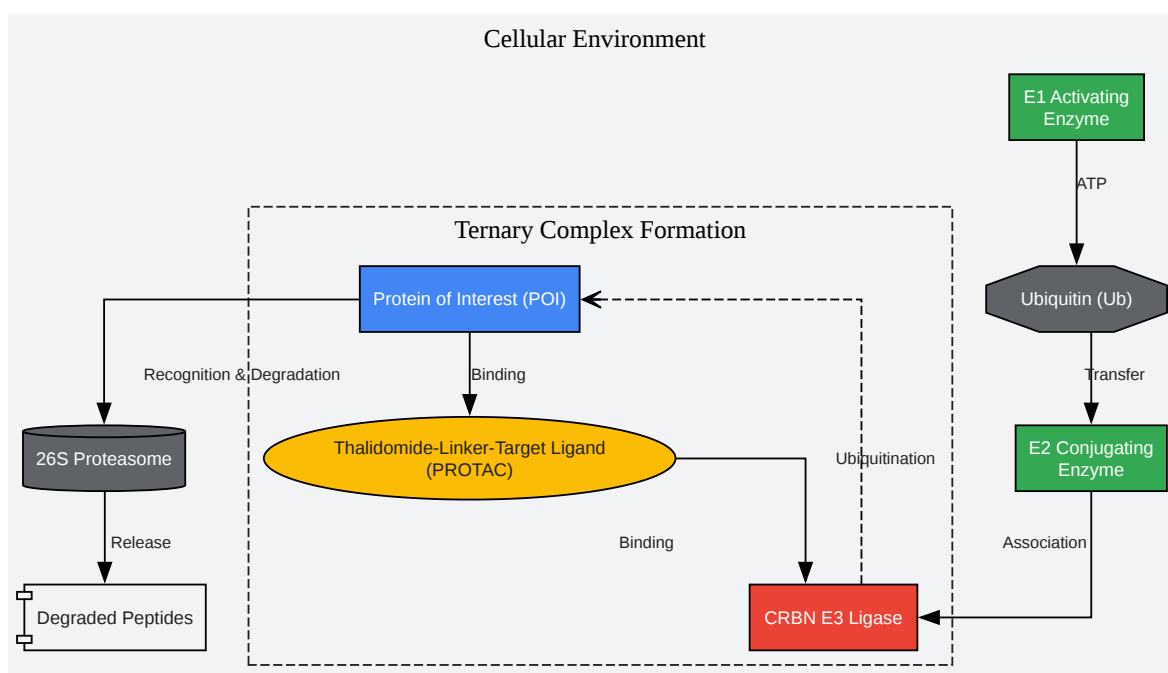 Cellular Environment
E1 Activating
Enzyme
ATP
Ternary Complex Formation
Protein of Interest (POI)
Ubiquitin (Ub)
Recognition & Degradation
Binding
Transfer
Thalidomide-Linker-Target Ligand
(PROTAC)
26S Proteasome
Ubiquitination
E2 Conjugating
Enzyme
Release
Binding
Association
Degraded Peptides
CRBN E3 Ligase